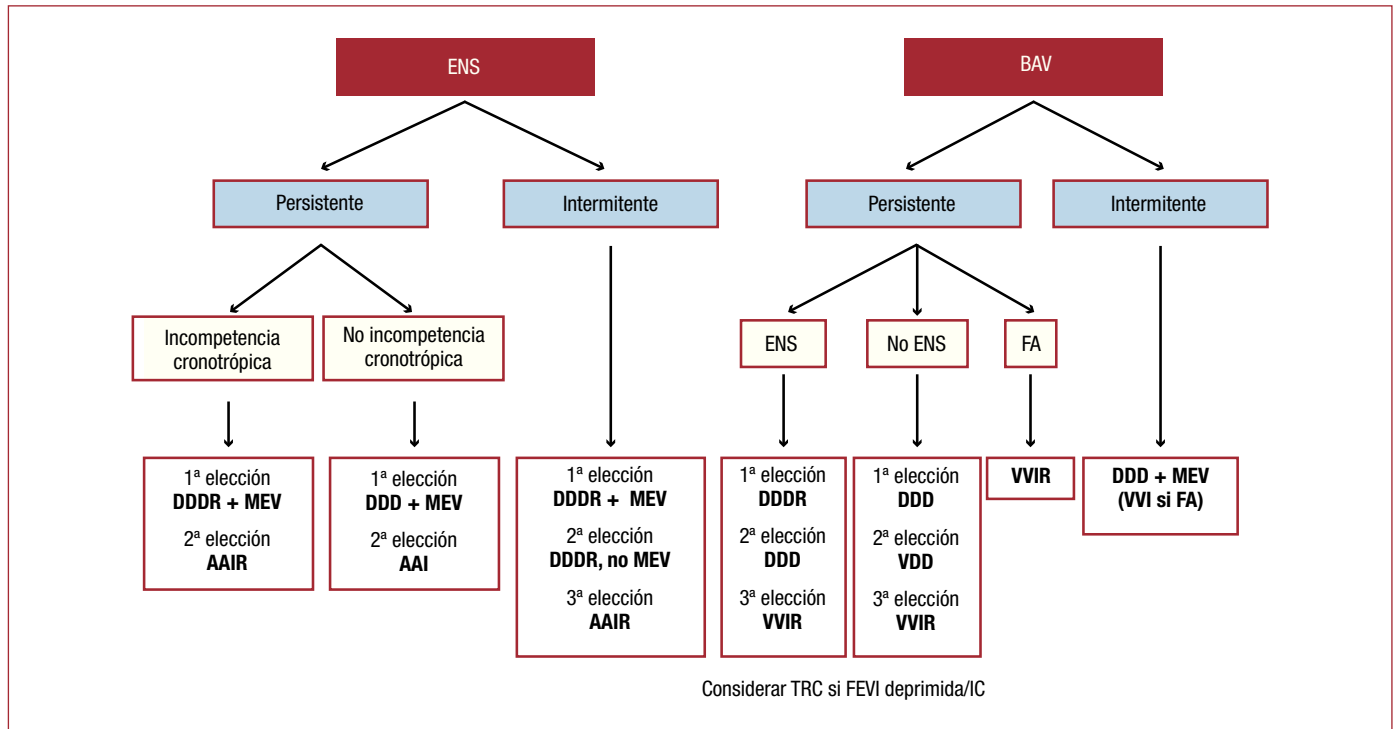 ENS
BAV
Persistente
Intermitente
Persistente
Intermitente
Incompetencia
cronotrópica
No incompetencia
cronotrópica
ENS
No ENS
FA
1ª elección
DDDR + MEV
2ª elección
AAIR
1ª elección
DDD + MEV
2ª elección
AAI
1ª elección
DDDR + MEV
2ª elección
DDDR, no MEV
3ª elección
AAIR
1ª elección
DDDR
2ª elección
DDD
3ª elección
VVIR
1ª elección
DDD
2ª elección
VDD
3ª elección
VVIR
VVIR
DDD + MEV
(VVI si FA)
Considerar TRC si FEVI deprimida/IC